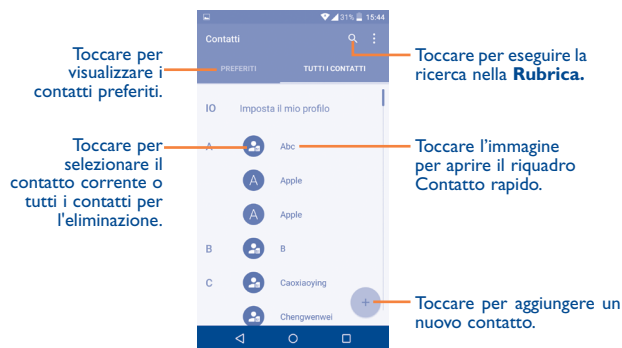 31% 15:44
Contatti
PREFERITI TUTTI I CONTATTI
IO Imposta il mio profilo
A Abc
A Apple
A Apple
B B
C Caoxiaoying
Chengwenwei
+
Toccare per
visualizzare i
contatti preferiti.
Toccare per
selezionare il
contatto corrente o
tutti i contatti per
l'eliminazione.
Toccare per eseguire la
ricerca nella Rubrica.
Toccare l’immagine
per aprire il riquadro
Contatto rapido.
Toccare per aggiungere un
nuovo contatto.